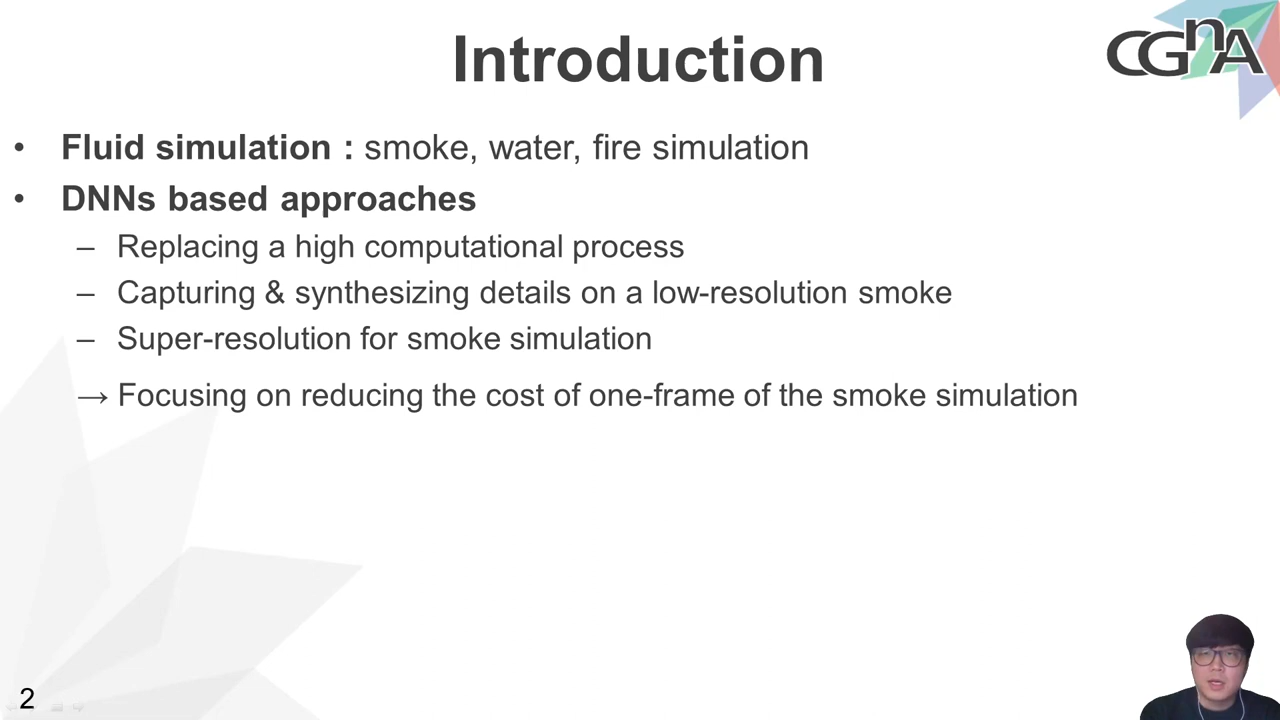 Introduction
CGnA
• Fluid simulation : smoke, water, fire simulation
• DNNs based approaches
– Replacing a high computational process
– Capturing & synthesizing details on a low-resolution smoke
– Super-resolution for smoke simulation
→ Focusing on reducing the cost of one-frame of the smoke simulation
2